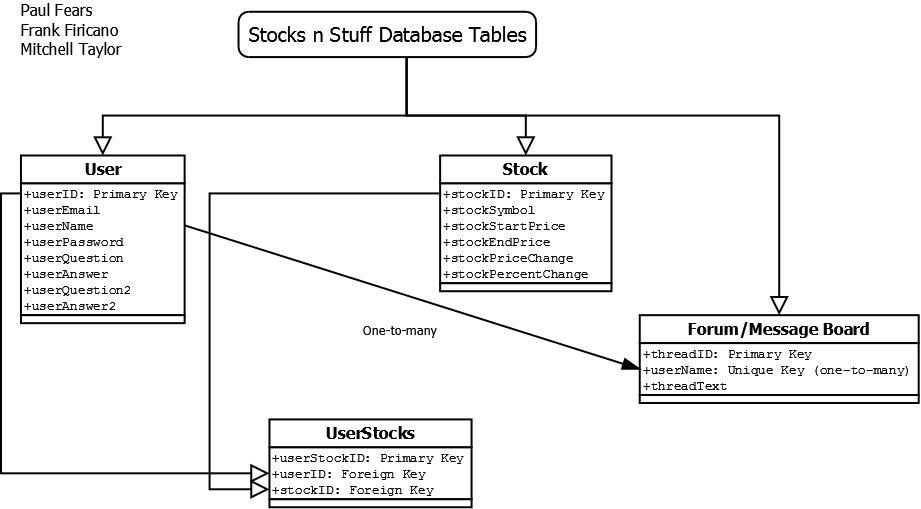 Paul Fears
Frank Firicano
Mitchell Taylor
Stocks n Stuff Database Tables
User
+userID: Primary Key
+userEmail
+userName
+userPassword
+userQuestion
+userAnswer
+userQuestion2
+userAnswer2
Stock
+stockID: Primary Key
+stockSymbol
+stockStartPrice
+stockEndPrice
+stockPriceChange
+stockPercentChange
One-to-many
Forum/Message Board
+threadID: Primary Key
+userName: Unique Key (one-to-many)
+threadText
UserStocks
+userStockID: Primary Key
+userID: Foreign Key
+stockID: Foreign Key